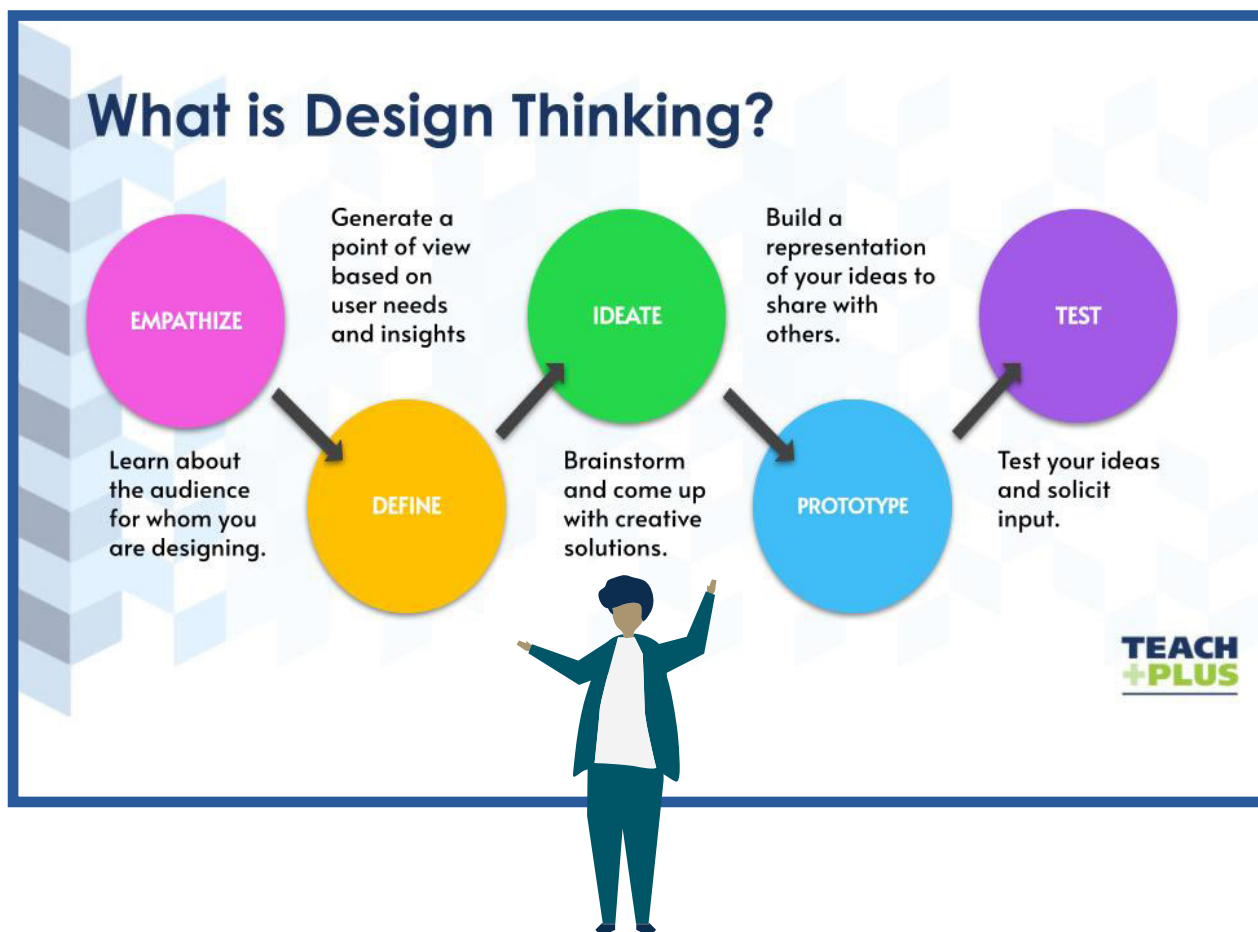 What is Design Thinking?
EMPATHIZE
Learn about
the audience
for whom you
are designing.
Generate a
point of view
based on
user needs
and insights
DEFINE
IDEATE
Brainstorm
and come up
with creative
solutions.
Build a
representation
of your ideas to
share with
others.
PROTOTYPE
TEST
Test your ideas
and solicit
input.
TEACH
+PLUS